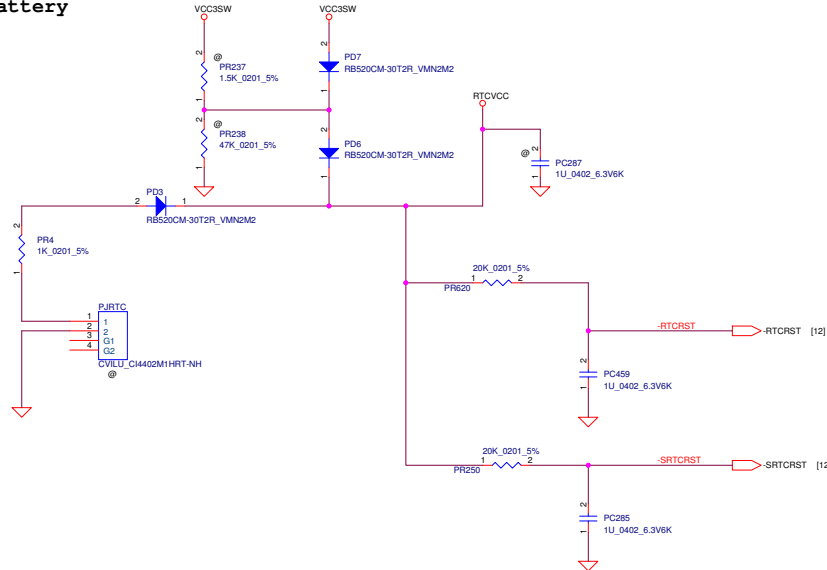 attery
VCC3SW
VCC3SW
2
@
PR237
1.5K_0201_5%
1
2
PD7
RB520CM-30T2R_VMN2M2
1
2
@
PR238
47K_0201_5%
1
2
PD6
RB520CM-30T2R_VMN2M2
1
RTCVCC
@
2
PC287
1U_0402_6.3V6K
1
PD3
2
1
RB520CM-30T2R_VMN2M2
2
PR4
1K_0201_5%
1
PJRTC
1
1
2
2
3
G1
4
G2
CVILU_CI4402M1HRT-NH
@
20K_0201_5%
1
2
PR620
-RTCRST
-RTCRST [12]
2
PC459
1U_0402_6.3V6K
1
20K_0201_5%
1
2
PR250
-SRTCRST
-SRTCRST [12
2
PC285
1U_0402_6.3V6K
1